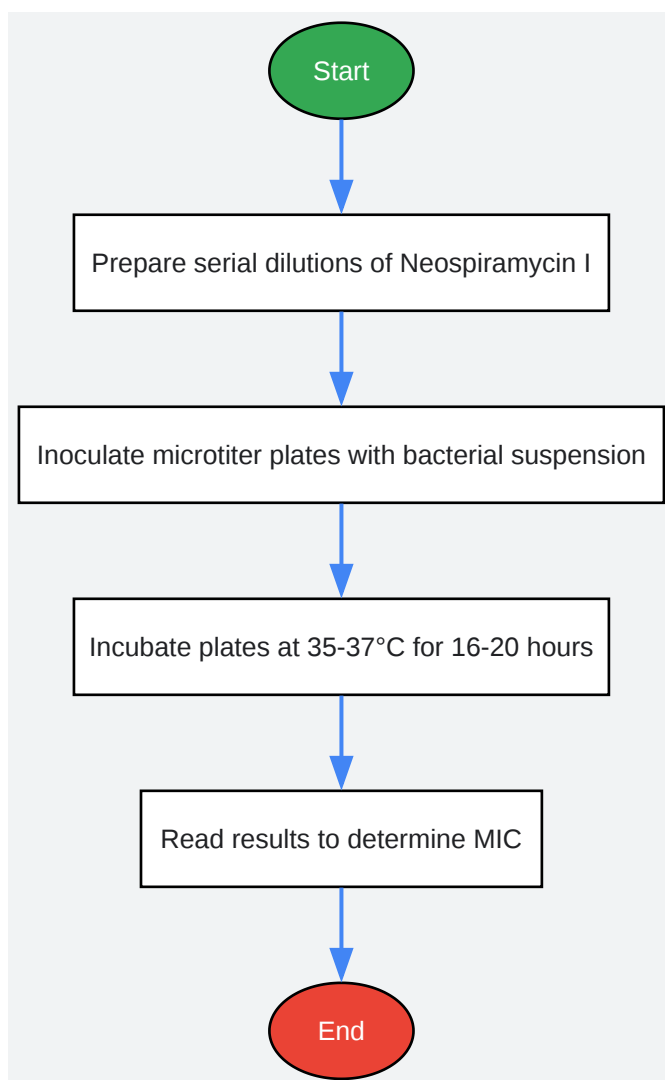 Start
Prepare serial dilutions of Neospiramycin I
Inoculate microtiter plates with bacterial suspension
Incubate plates at 35-37°C for 16-20 hours
Read results to determine MIC
End